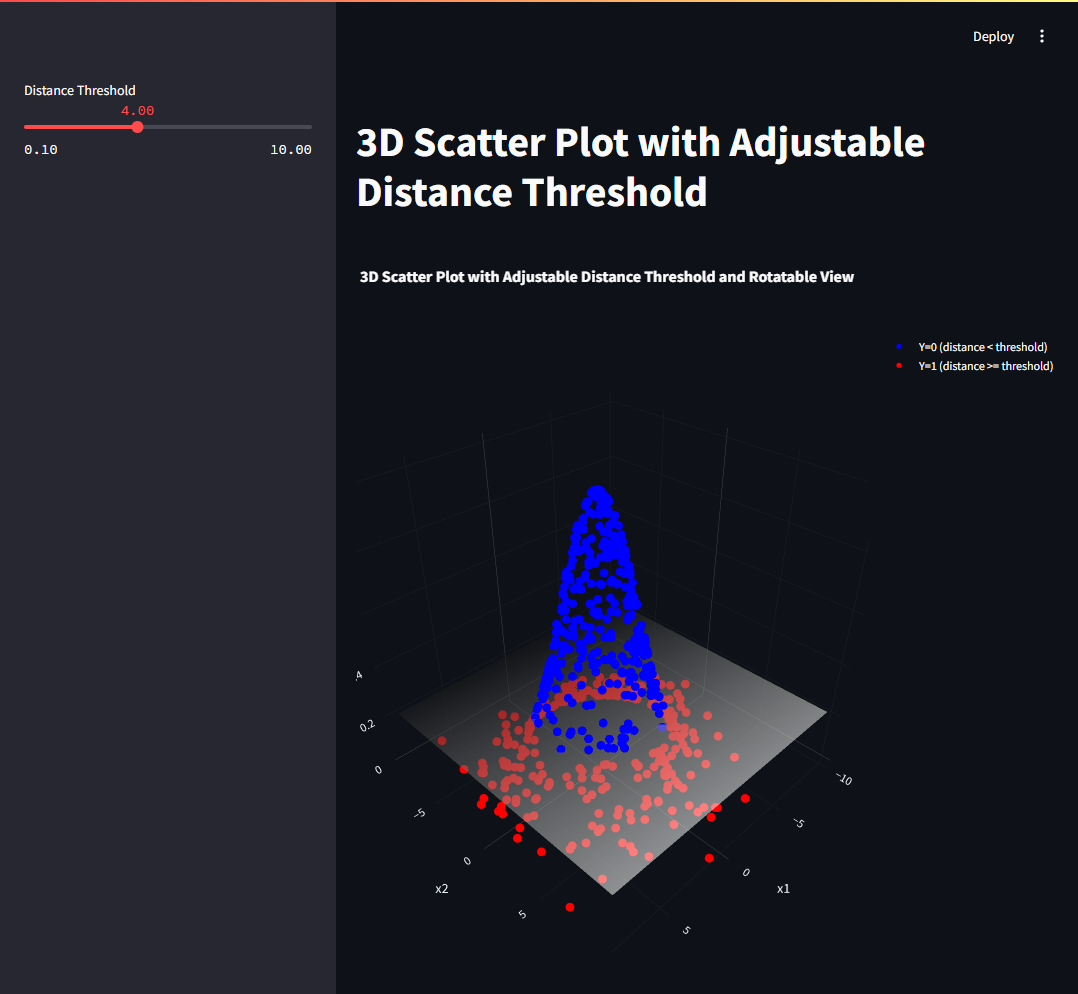 Deploy
Distance Threshold
4.00
0.10
10.00
3D Scatter Plot with Adjustable
Distance Threshold
3D Scatter Plot with Adjustable Distance Threshold and Rotatable View
Y=0 (distance < threshold)
Y=1 (distance >= threshold)
.4
0.2
0
−5
0
5
x2
−10
−5
0
5
x1